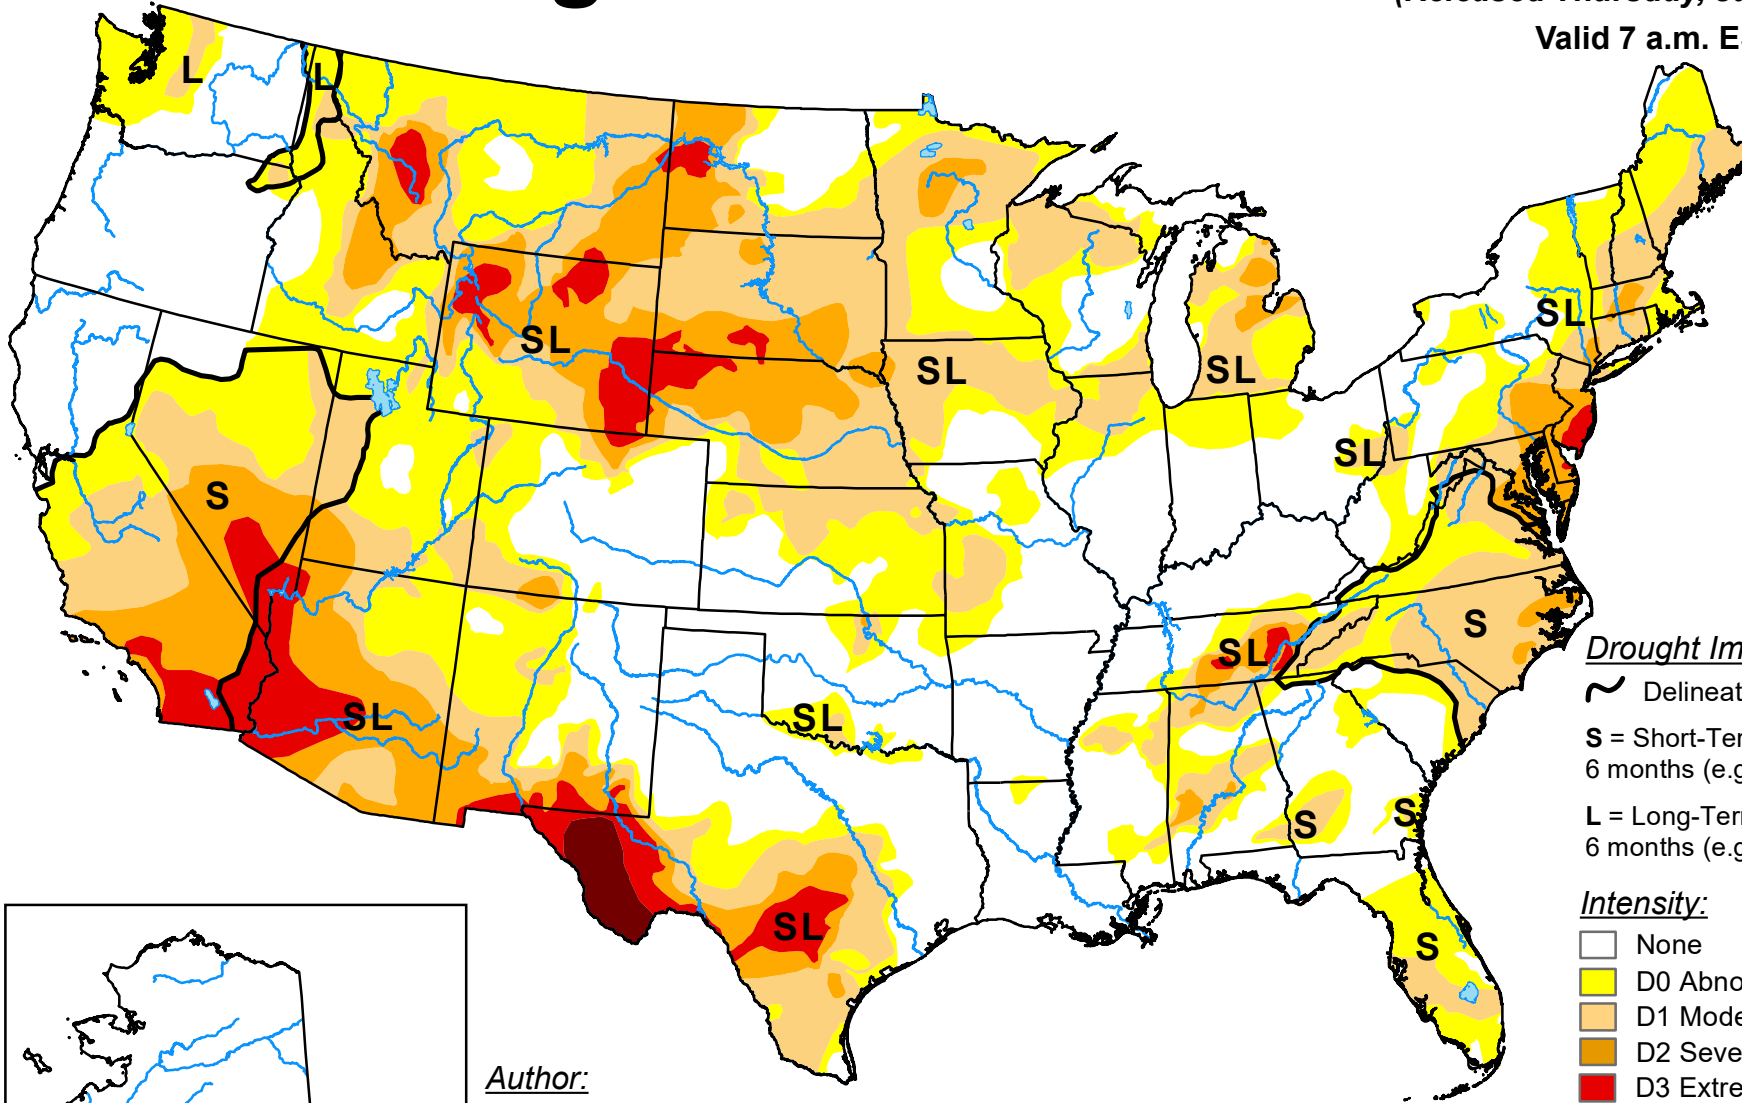 Valid 7 a.m.
L
L
S
SL
SL
SL
SL
SL
S
SL
SL
SL
S
S
SL
S
Drought
Delineat
S = Short-Ter
6 months (e.g
L = Long-Ter
6 months (e.g
Intensity:
None
D0 Abno
D1 Mode
D2 Seve
D3 Extre
Author: